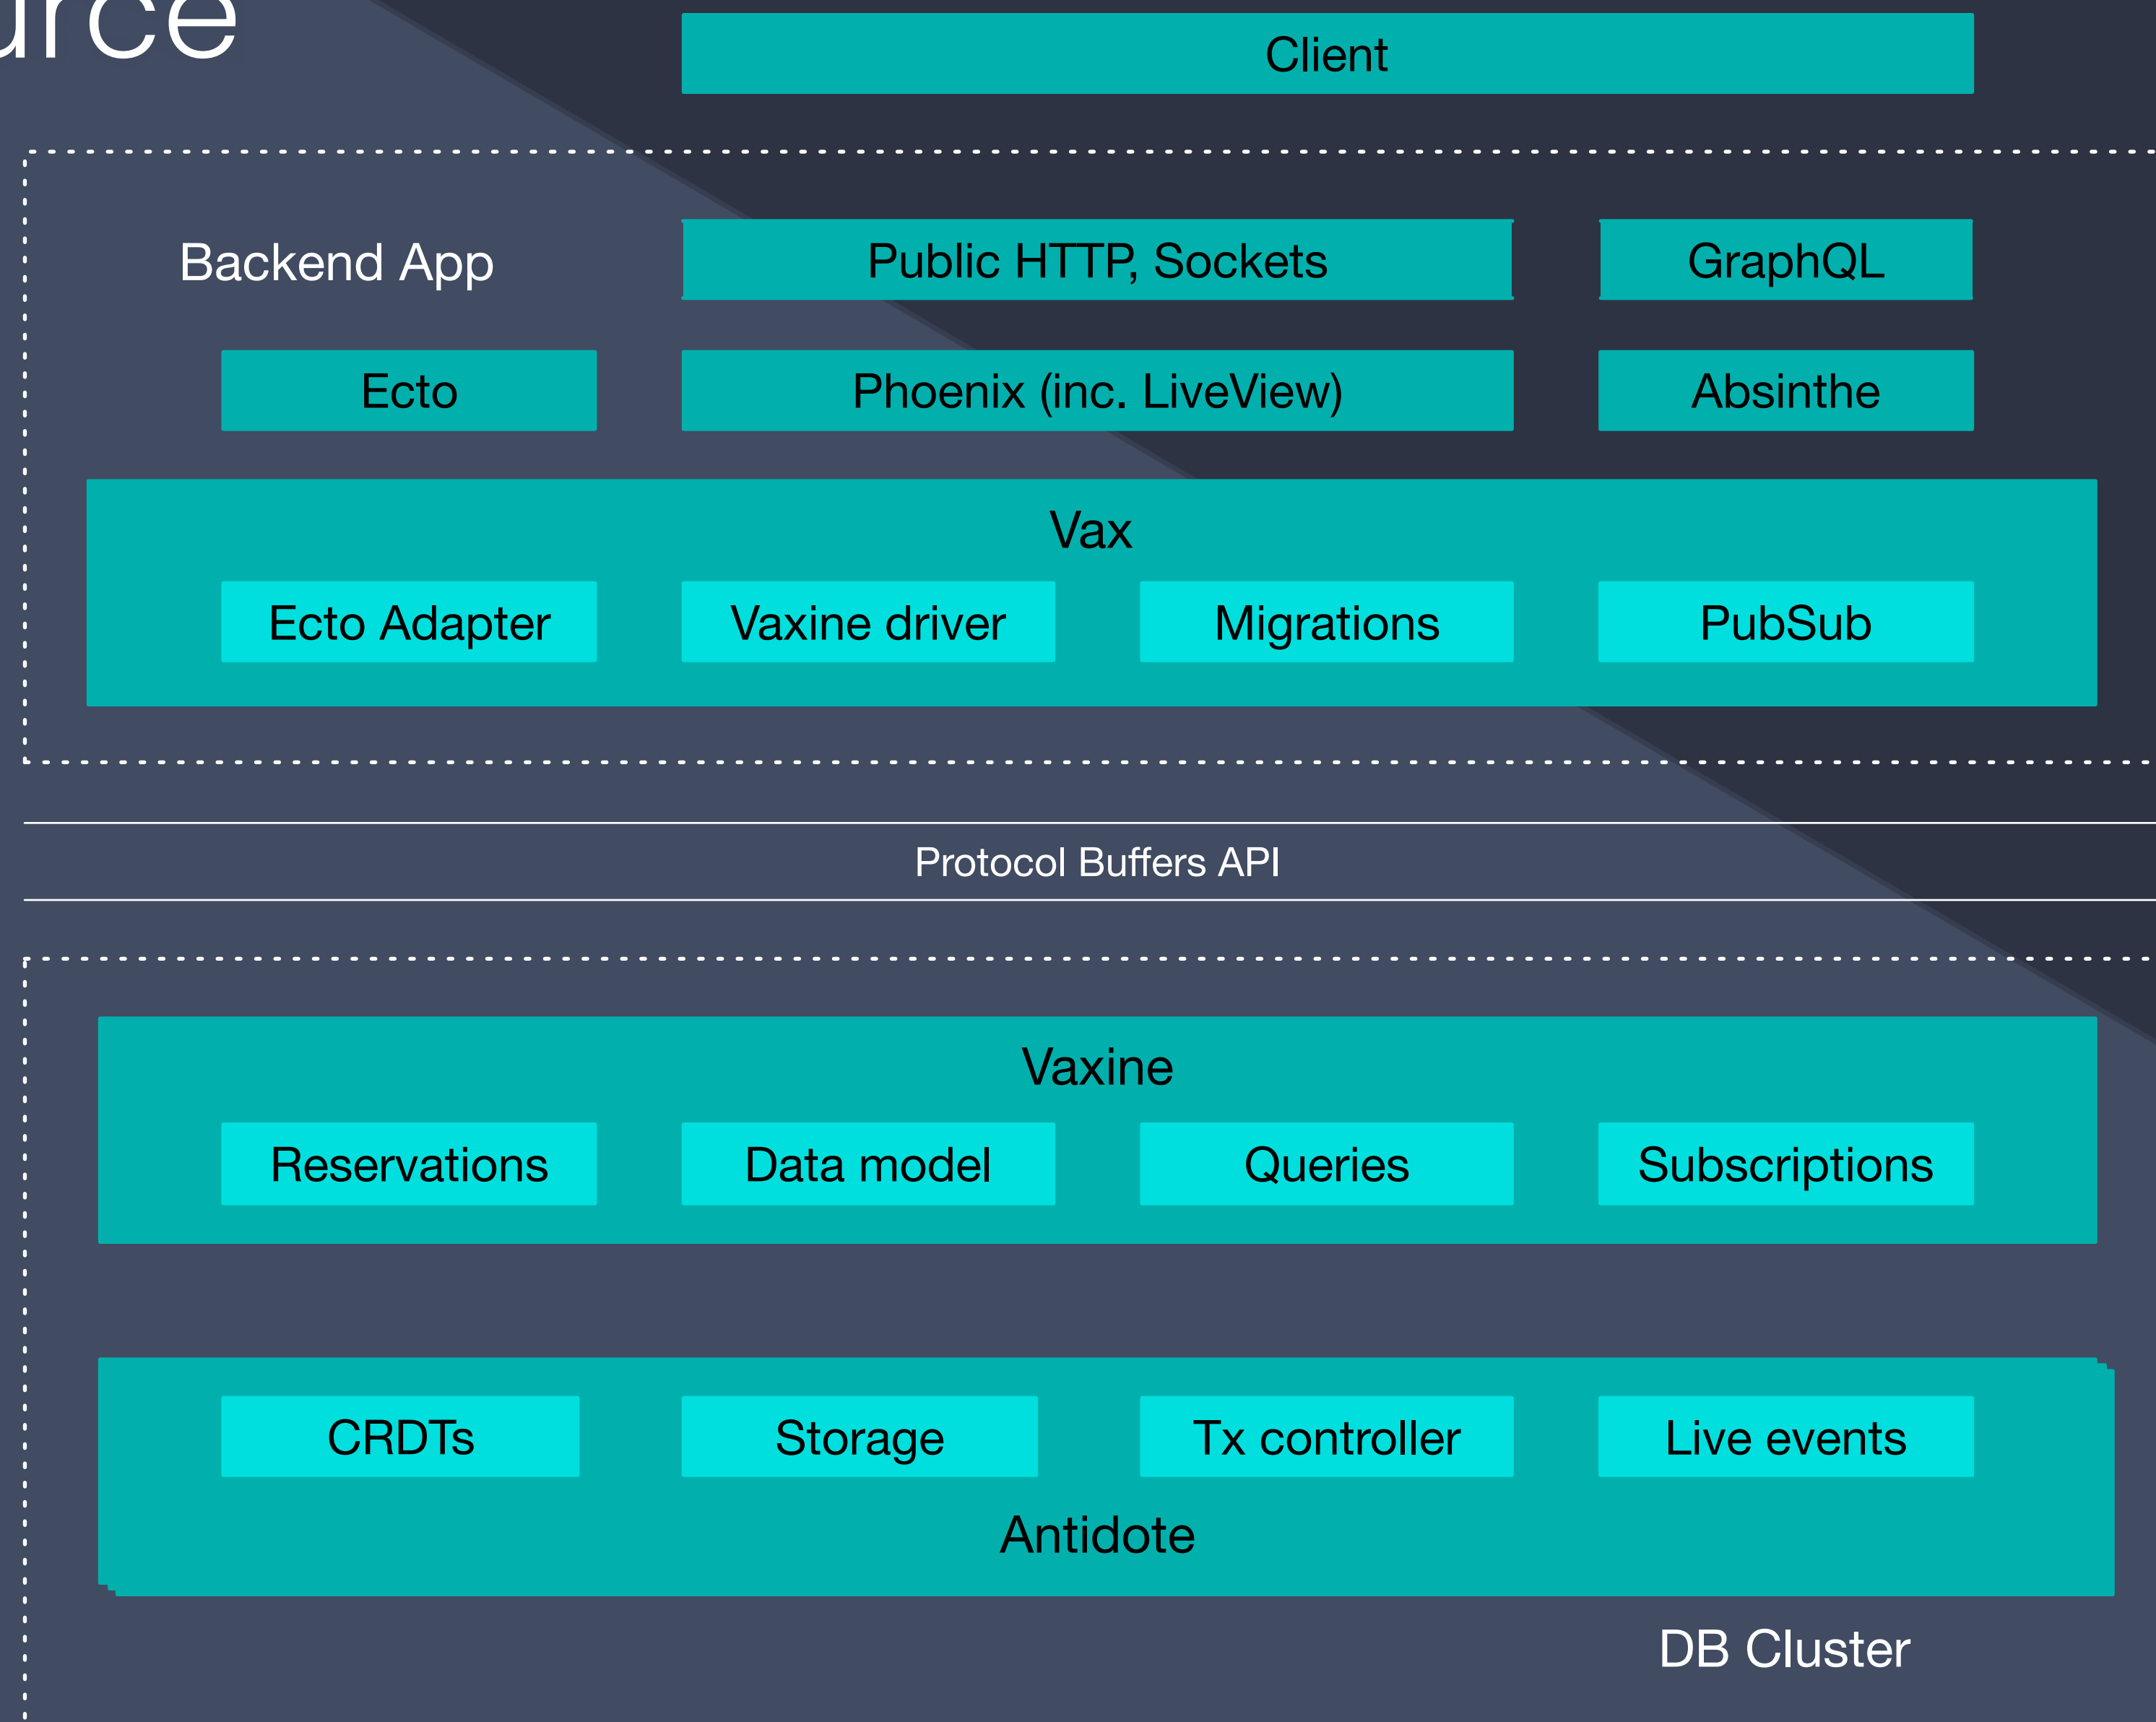 Client
Backend App
Public HTTP, Sockets
GraphQL
Ecto
Phoenix (inc. LiveView)
Absinthe
Vax
Ecto Adapter
Vaxine driver
Migrations
PubSub
Protocol Buffers API
Vaxine
Reservations
Data model
Queries
Subscriptions
CRDTs
Storage
Tx controller
Live events
Antidote
DB Cluster